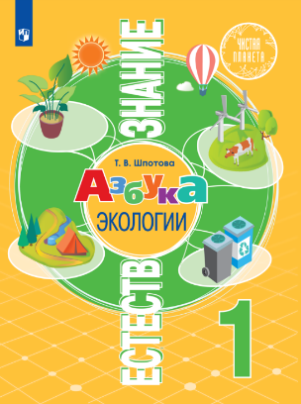 ЧИСТАЯ
ПЛАНЕТА
ЕСТЕСТВОЗНАНИЕ
Т. В. Шпотова
Азбука
ЭКОЛОГИИ
1